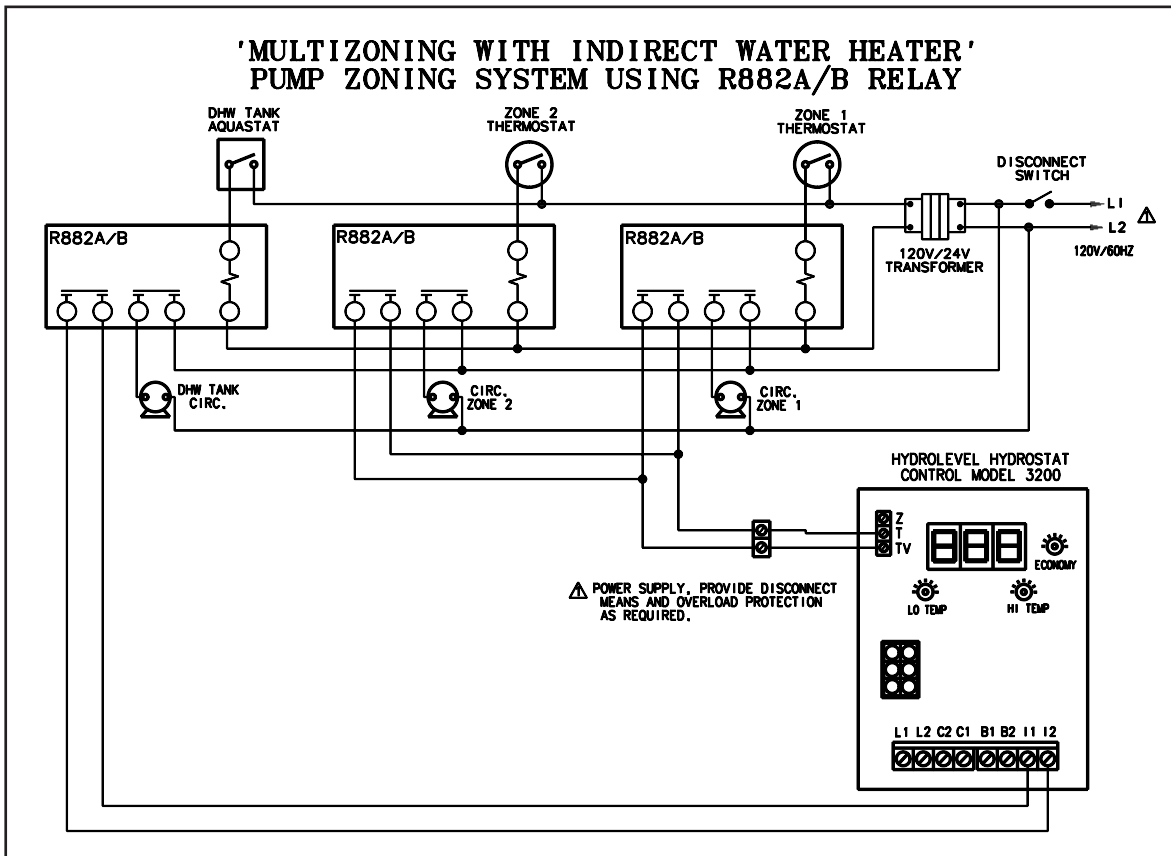 'MULTIZONING WITH INDIRECT WATER HEATER'
PUMP ZONING SYSTEM USING R882A/B RELAY
DHW TANK
AQUASTAT
ZONE 2
THERMOSTAT
ZONE 1
THERMOSTAT
DISCONNECT
SWITCH
L1
L2
120V/60HZ
120V/24V
TRANSFORMER
R882A/B
R882A/B
R882A/B
DHW TANK
CIRC.
CIRC.
ZONE 2
CIRC.
ZONE 1
HYDROLEVEL HYDROSTAT
CONTROL MODEL 3200
Z
T
TV
888
ECONOMY
LO TEMP
HI TEMP
! POWER SUPPLY, PROVIDE DISCONNECT
MEANS AND OVERLOAD PROTECTION
AS REQUIRED.
L1 L2 C2 C1 B1 B2 I1 I2